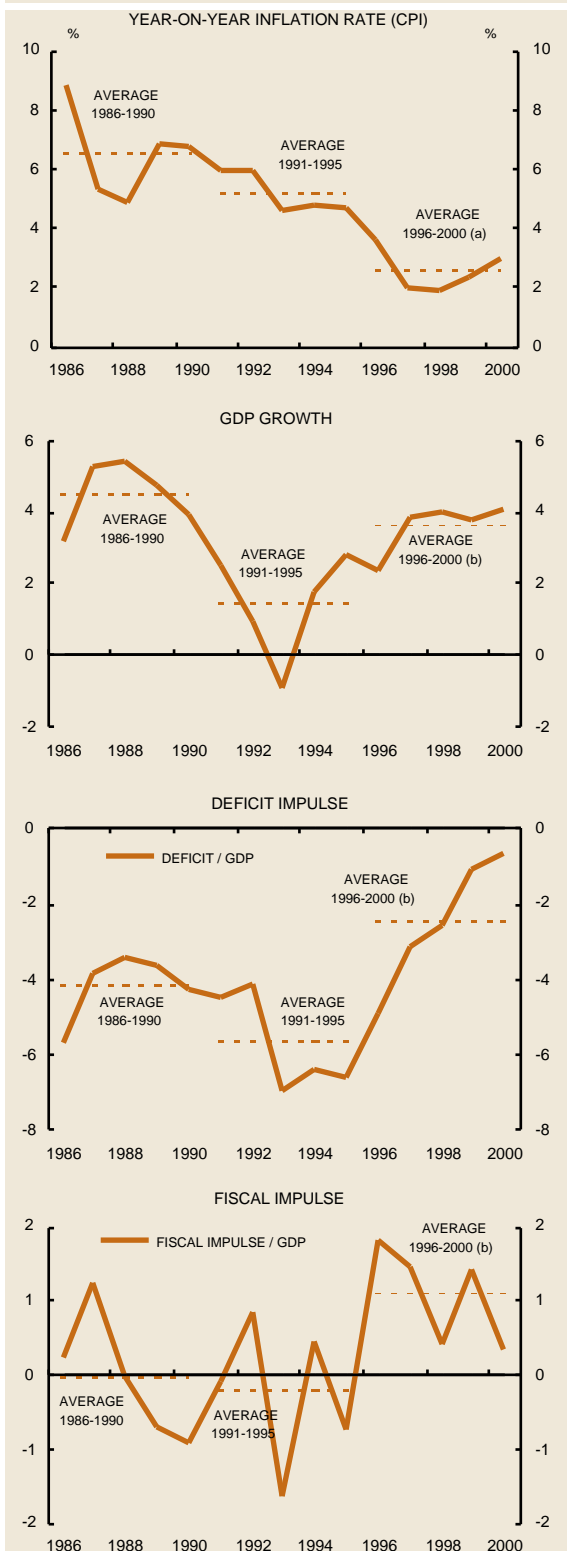 YEAR-ON-YEAR INFLATION RATE (CPI)
% %
10 10
8 8
6 6
4 4
2 2
0 0
AVERAGE
1986-1990
AVERAGE
1991-1995
AVERAGE
1996-2000 (a)
1986 1988 1990 1992 1994 1996 1998 2000
GDP GROWTH
6 6
4 4
2 2
0 0
-2 -2
AVERAGE
1986-1990
AVERAGE
1991-1995
AVERAGE
1996-2000 (b)
1986 1988 1990 1992 1994 1996 1998 2000
DEFICIT IMPULSE
0 0
-2 -2
-4 -4
-6 -6
-8 -8
DEFICIT / GDP
AVERAGE
1996-2000 (b)
AVERAGE
1986-1990
AVERAGE
1991-1995
1986 1988 1990 1992 1994 1996 1998 2000
FISCAL IMPULSE
2 2
1 1
0 0
-1 -1
-2 -2
FISCAL IMPULSE / GDP
AVERAGE
1996-2000 (b)
AVERAGE
1986-1990
AVERAGE
1991-1995
1986 1988 1990 1992 1994 1996 1998 2000